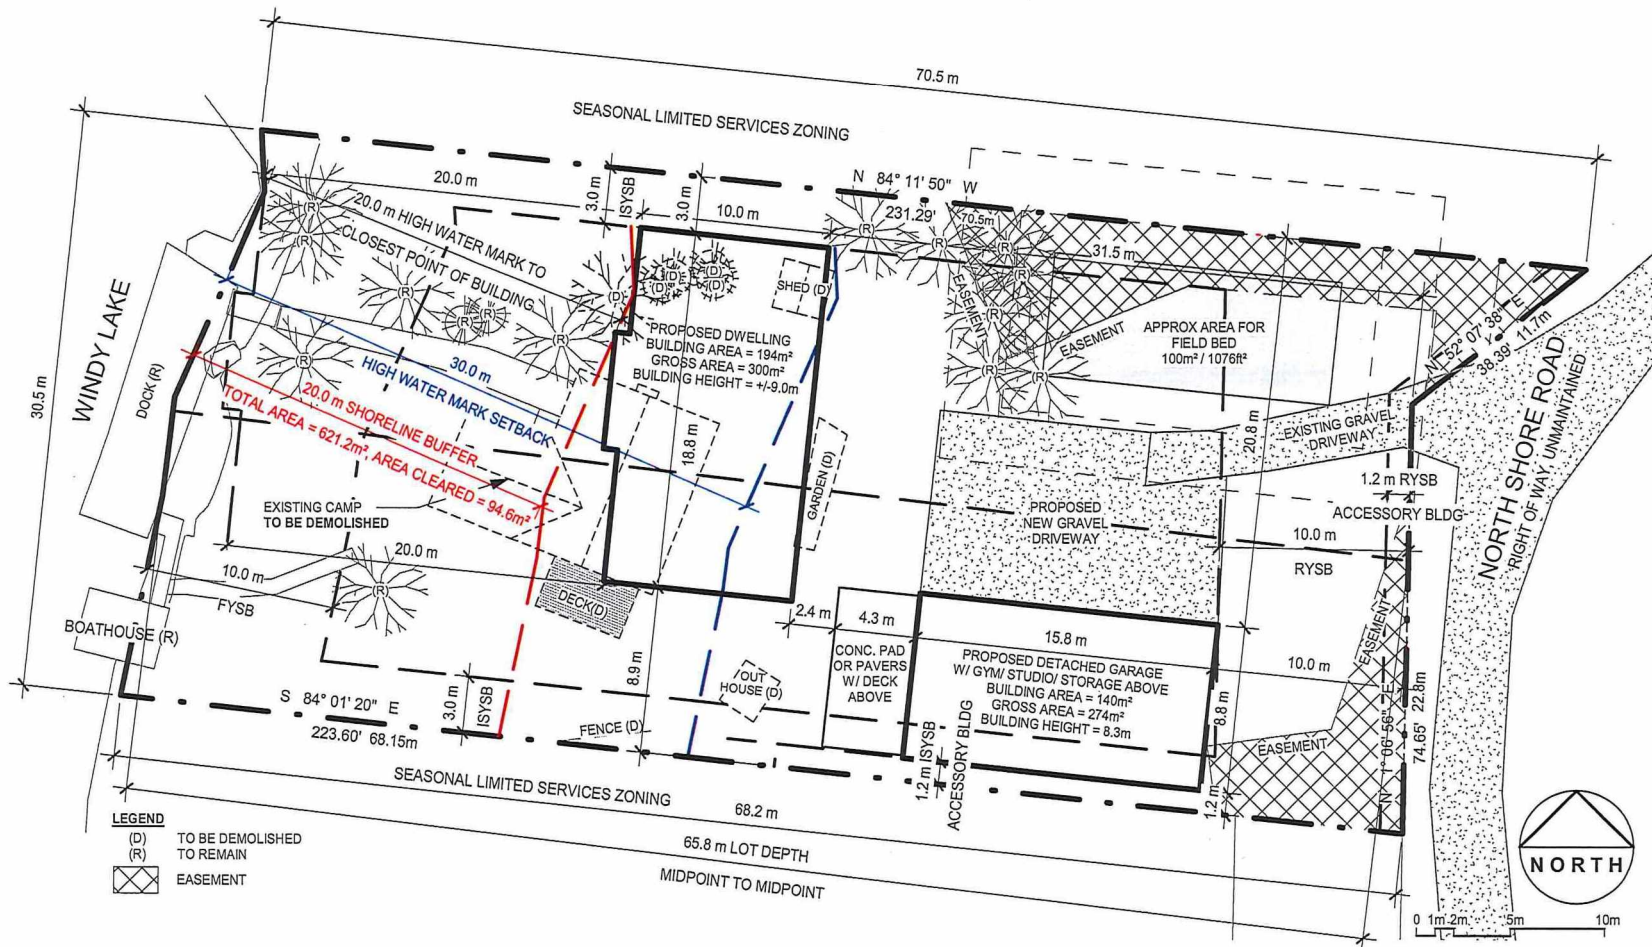 70.5 m
SEASONAL LIMITED SERVICES ZONING
20.0 m
3.0 m
ISYSB
3.0 m
10.0 m
N 84° 11' 50" W
231.29'
70.5m
31.5 m
20.0 m HIGH WATER MARK TO
CLOSEST POINT OF BUILDING
(R)
(R)
(R)
(R)
(R)
(R)
(R)
(D)
(D)
(D)
(D)
(D)
(R)
(R)
(R)
(R)
(R)
(R)
(R)
(R)
SHED (D)
EASEMENT
EASEMENT
WINDY LAKE
DOCK (R)
30.5 m
PROPOSED DWELLING
BUILDING AREA = 194m²
GROSS AREA = 300m²
BUILDING HEIGHT = +/-9.0m
APPROX AREA FOR
FIELD BED
100m² / 1076ft²
N 52° 07' 38" E
38.39' 11.7m
NORTH SHORE ROAD
RIGHT OF WAY, UNMAINTAINED
30.0 m
HIGH WATER MARK SETBACK
20.0 m SHORELINE BUFFER
TOTAL AREA = 621.2m², AREA CLEARED = 94.6m²
18.8 m
GARDEN (D)
20.8 m
EXISTING GRAVEL
DRIVEWAY
1.2 m RYSB
ACCESSORY BLDG
EXISTING CAMP
TO BE DEMOLISHED
PROPOSED
NEW GRAVEL
DRIVEWAY
10.0 m
RYSB
20.0 m
10.0 m
FYSB
DECK(D)
BOATHOUSE (R)
2.4 m
4.3 m
15.8 m
10.0 m
EASEMENT
CONC. PAD
OR PAVERS
W/ DECK
ABOVE
PROPOSED DETACHED GARAGE
W/ GYM/ STUDIO/ STORAGE ABOVE
BUILDING AREA = 140m²
GROSS AREA = 274m²
BUILDING HEIGHT = 8.3m
8.9 m
OUT
HOUSE (D)
8.8 m
N 1° 06' 56" E
74.65' 22.8m
S 84° 01' 20" E
223.60' 68.15m
3.0 m
ISYSB
FENCE (D)
EASEMENT
1.2 m ISYSB
ACCESSORY BLDG
1.2 m
SEASONAL LIMITED SERVICES ZONING
68.2 m
65.8 m LOT DEPTH
MIDPOINT TO MIDPOINT
LEGEND
(D) TO BE DEMOLISHED
(R) TO REMAIN
EASEMENT
NORTH
0 1m 2m 5m 10m